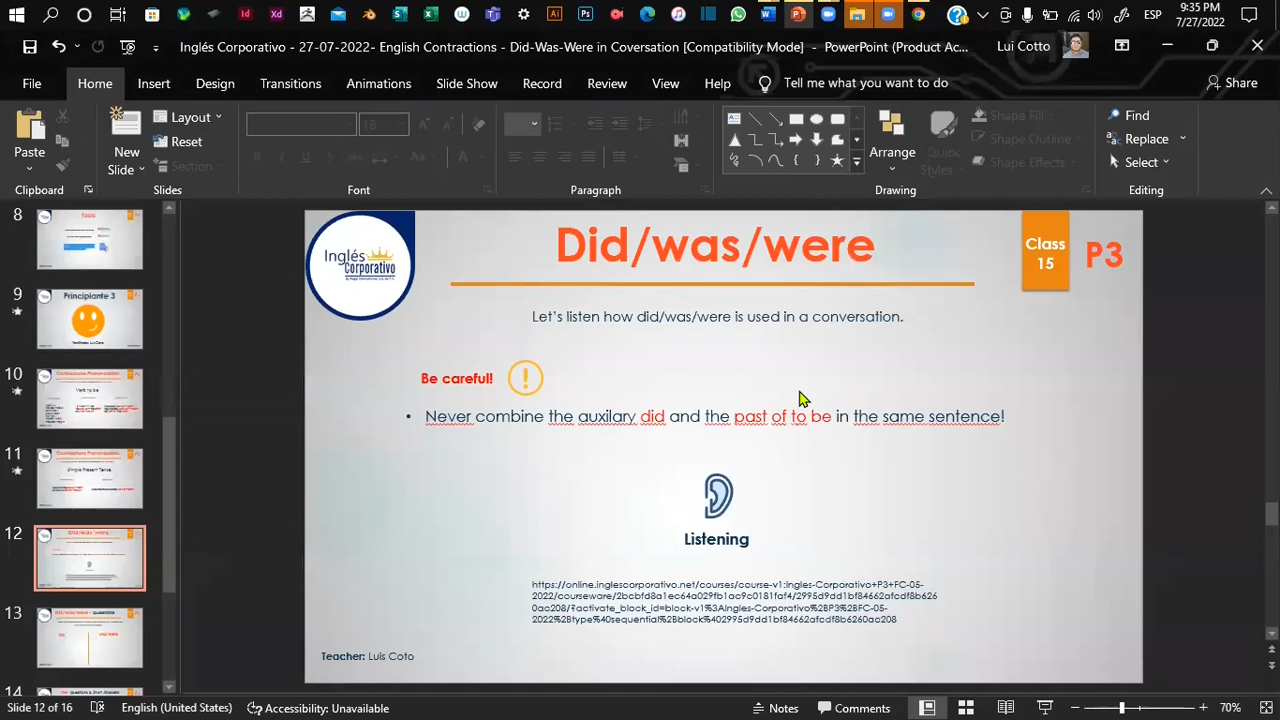 9:35 PM
ESP
7/27/2022
Inglés Corporativo - 27-07-2022- English Contractions - Did-Was-Were in Coversation [Compatibility Mode] - PowerPoint (Product Ac...
Lui Cotto
File Home Insert Design Transitions Animations Slide Show Record Review View Help Tell me what you want to do Share
Paste
New
Slide
Layout
Reset
Section
18
Arrange
Quick
Styles
Shape Fill
Shape Outline
Shape Effects
Find
Replace
Select
Clipboard Slides Font Paragraph Drawing Editing
8
9
Principiante 3
10
11
Simple Present Tense
12
13
14
Inglés
Corporativo
Did/was/were
Class
15
P3
Let's listen how did/was/were is used in a conversation.
Be careful!
• Never combine the auxilary did and the past of to be in the same sentence!
Listening
https://online.inglescorporativo.net/courses/course-v1:Ingles-Corporativo+P3+FC-05-
2022/courseware/2bcbfd8a1ec64a029fb1ac9c0181faf4/2995d9dd1bf84662afcdf8b626
0ac208/?activate_block_id=block-v1%3AIngles-Corporativo%2BP3%2BFC-05-
2022%2Btype%40sequential%2Bblock%402995d9dd1bf84662afcdf8b6260ac208
Teacher: Luis Coto
Slide 12 of 16 English (United States) Accessibility: Unavailable Notes Comments 70%